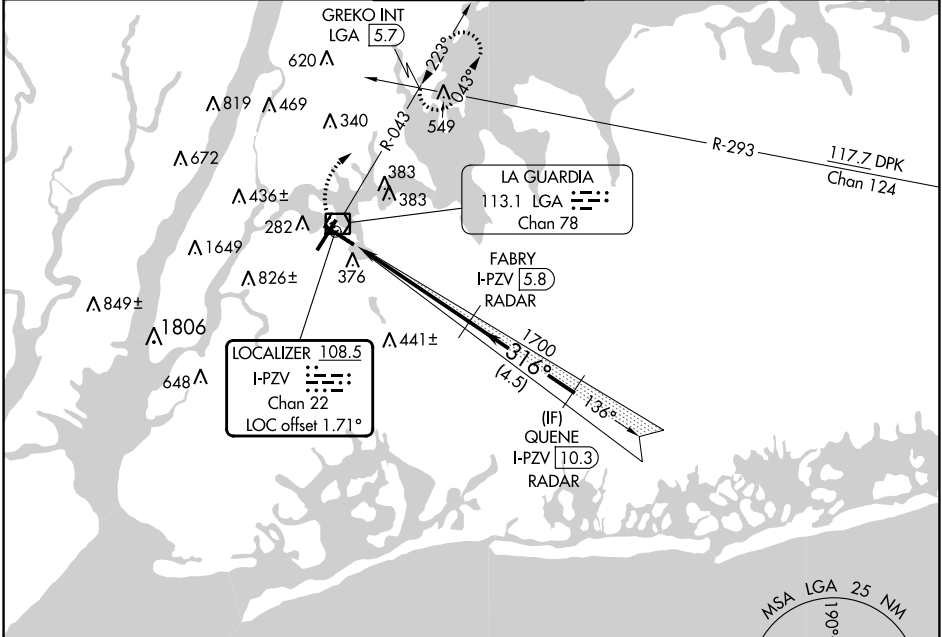 GREKO INT
LGA 5.7
620
223°
043°
819
469
549
340
R-043
R-293
117.7 DPK
Chan 124
672
383
383
LA GUARDIA
113.1 LGA
Chan 78
436±
282
1649
376
826±
FABRY
I-PZV 5.8
RADAR
849±
1806
441±
1700
316°
(4.5)
136°
LOCALIZER 108.5
I-PZV
Chan 22
LOC offset 1.71°
648
(IF)
QUENE
I-PZV 10.3
RADAR
MSA LGA 25 NM
190°